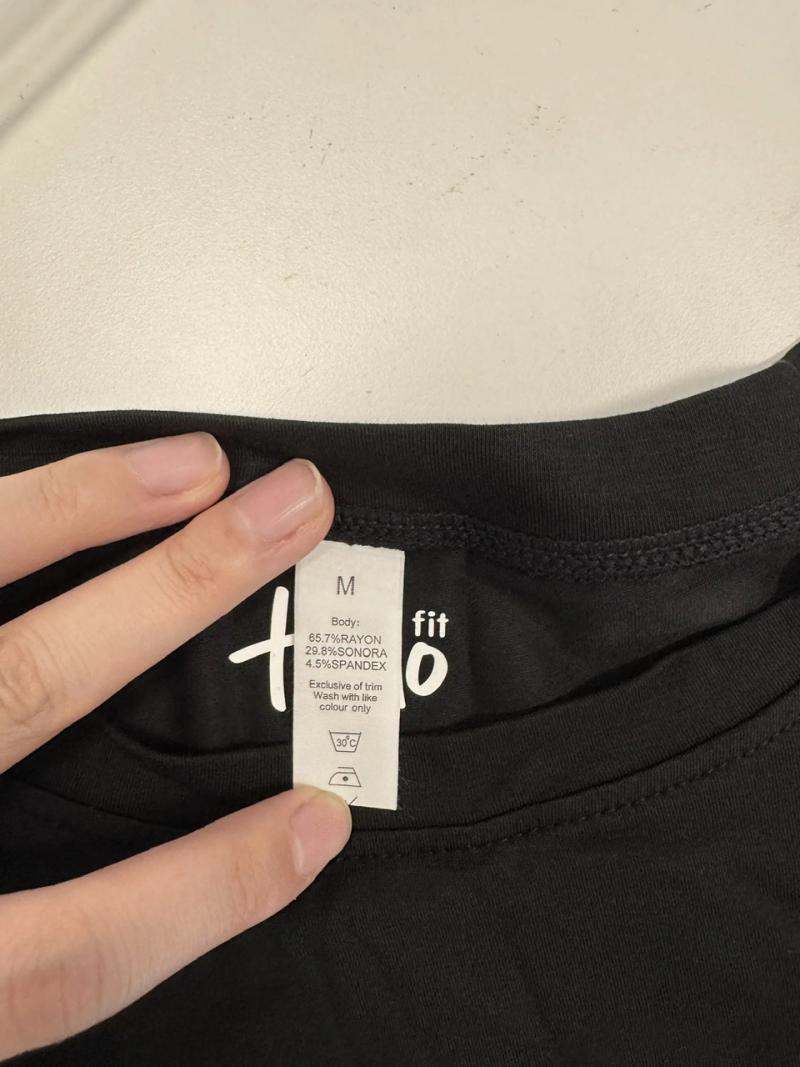 M
Body:
65.7%RAYON
29.8%SONORA
4.5%SPANDEX
Exclusive of trim
Wash with like
colour only
30°C
fit